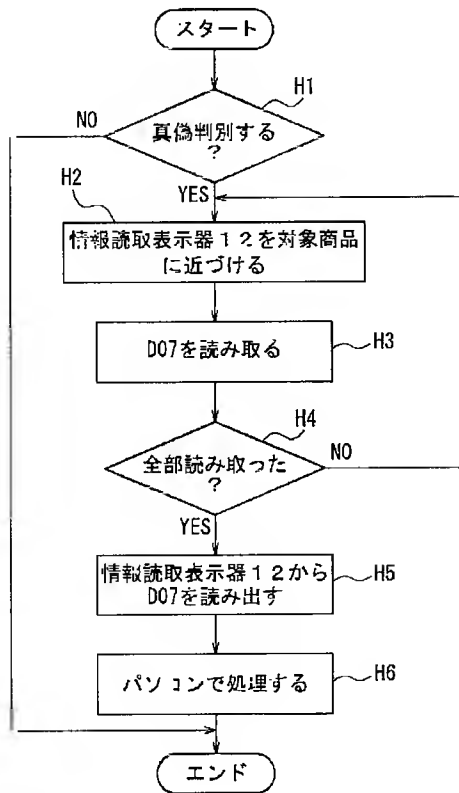 スタート
H1
NO
真偽判別する
?
H2
YES
情報読取表示器12を対象商品
に近づける
D07を読み取る
H3
H4
全部読み取った
?
NO
YES
情報読取表示器12から
D07を読み出す
H5
パソコンで処理する
H6
エンド